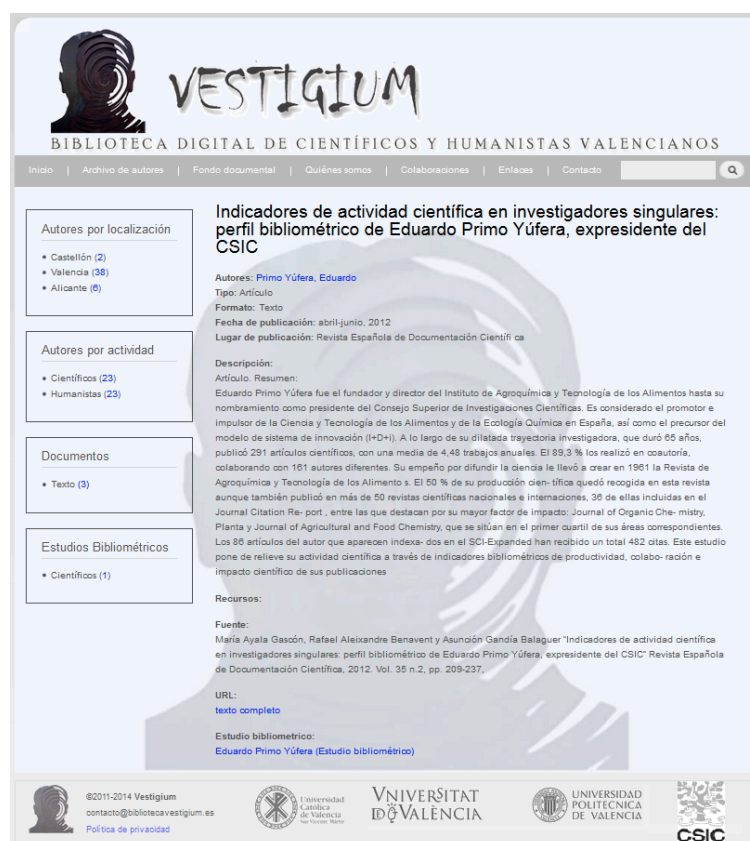 VESTIGIUM
BIBLIOTECA DIGITAL DE CIENTÍFICOS Y HUMANISTAS VALENCIANOS
Inicio | Archivo de autores | Fondo documental | Quiénes somos | Colaboraciones | Enlaces | Contacto
Autores por localización
• Castellón (2)
• Valencia (38)
• Alicante (6)
Autores por actividad
• Científicos (23)
• Humanistas (23)
Documentos
• Texto (3)
Estudios Bibliométricos
• Científicos (1)
Indicadores de actividad científica en investigadores singulares:
perfil bibliométrico de Eduardo Primo Yúfera, expresidente del
CSIC
Autores: Primo Yúfera, Eduardo
Tipo: Artículo
Formato: Texto
Fecha de publicación: abril-junio, 2012
Lugar de publicación: Revista Española de Documentación Científi ca
Descripción:
Artículo. Resumen:
Eduardo Primo Yúfera fue el fundador y director del Instituto de Agroquímica y Tecnología de los Alimentos hasta su
nombramiento como presidente del Consejo Superior de Investigaciones Científicas. Es considerado el promotor e
impulsor de la Ciencia y Tecnología de los Alimentos y de la Ecología Química en España, así como el precursor del
modelo de sistema de innovación (I+D+i). A lo largo de su dilatada trayectoria investigadora, que duró 65 años,
publicó 291 artículos científicos, con una media de 4,48 trabajos anuales. El 89,3 % los realizó en coautoría,
colaborando con 161 autores diferentes. Su empeño por difundir la ciencia le llevó a crear en 1961 la Revista de
Agroquímica y Tecnología de los Alimento s. El 50 % de su producción cien- tífica quedó recogida en esta revista
aunque también publicó en más de 50 revistas científicas nacionales e internaciones, 36 de ellas incluidas en el
Journal Citation Re- port , entre las que destacan por su mayor factor de impacto: Journal of Organic Che- mistry,
Planta y Journal of Agricultural and Food Chemistry, que se sitúan en el primer cuartil de sus áreas correspondientes.
Los 86 artículos del autor que aparecen indexa- dos en el SCI-Expanded han recibido un total 482 citas. Este estudio
pone de relieve su actividad científica a través de indicadores bibliométricos de productividad, colabo- ración e
impacto científico de sus publicaciones
Recursos:
Fuente:
María Ayala Gascón, Rafael Aleixandre Benavent y Asunción Gandía Balaguer "Indicadores de actividad científica
en investigadores singulares: perfil bibliométrico de Eduardo Primo Yúfera, expresidente del CSIC" Revista Española
de Documentación Científica, 2012. Vol. 35 n.2, pp. 209-237,
URL:
texto completo
Estudio bibliometrico:
Eduardo Primo Yúfera (Estudio bibliométrico)
©2011-2014 Vestigium
contacto@bibliotecavestigium.es
Política de privacidad
Universidad
Católica
de Valencia
San Vicente Mártir
VNIVERSITAT
ID VALÈNCIA
UNIVERSIDAD
POLITECNICA
DE VALENCIA
CSIC